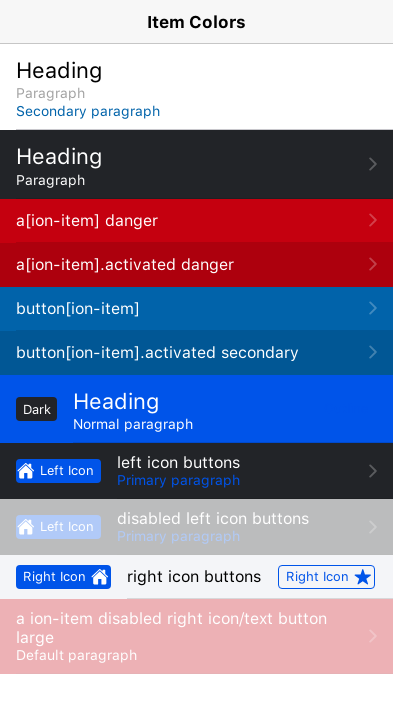 Item Colors
Heading
Paragraph
Secondary paragraph
Heading
Paragraph
a[ion-item] danger
a[ion-item].activated danger
button[ion-item]
button[ion-item].activated secondary
Dark
Heading
Normal paragraph
Left Icon
left icon buttons
Primary paragraph
Left Icon
disabled left icon buttons
Primary paragraph
Right Icon right icon buttons Right Icon
a ion-item disabled right icon/text button
large
Default paragraph